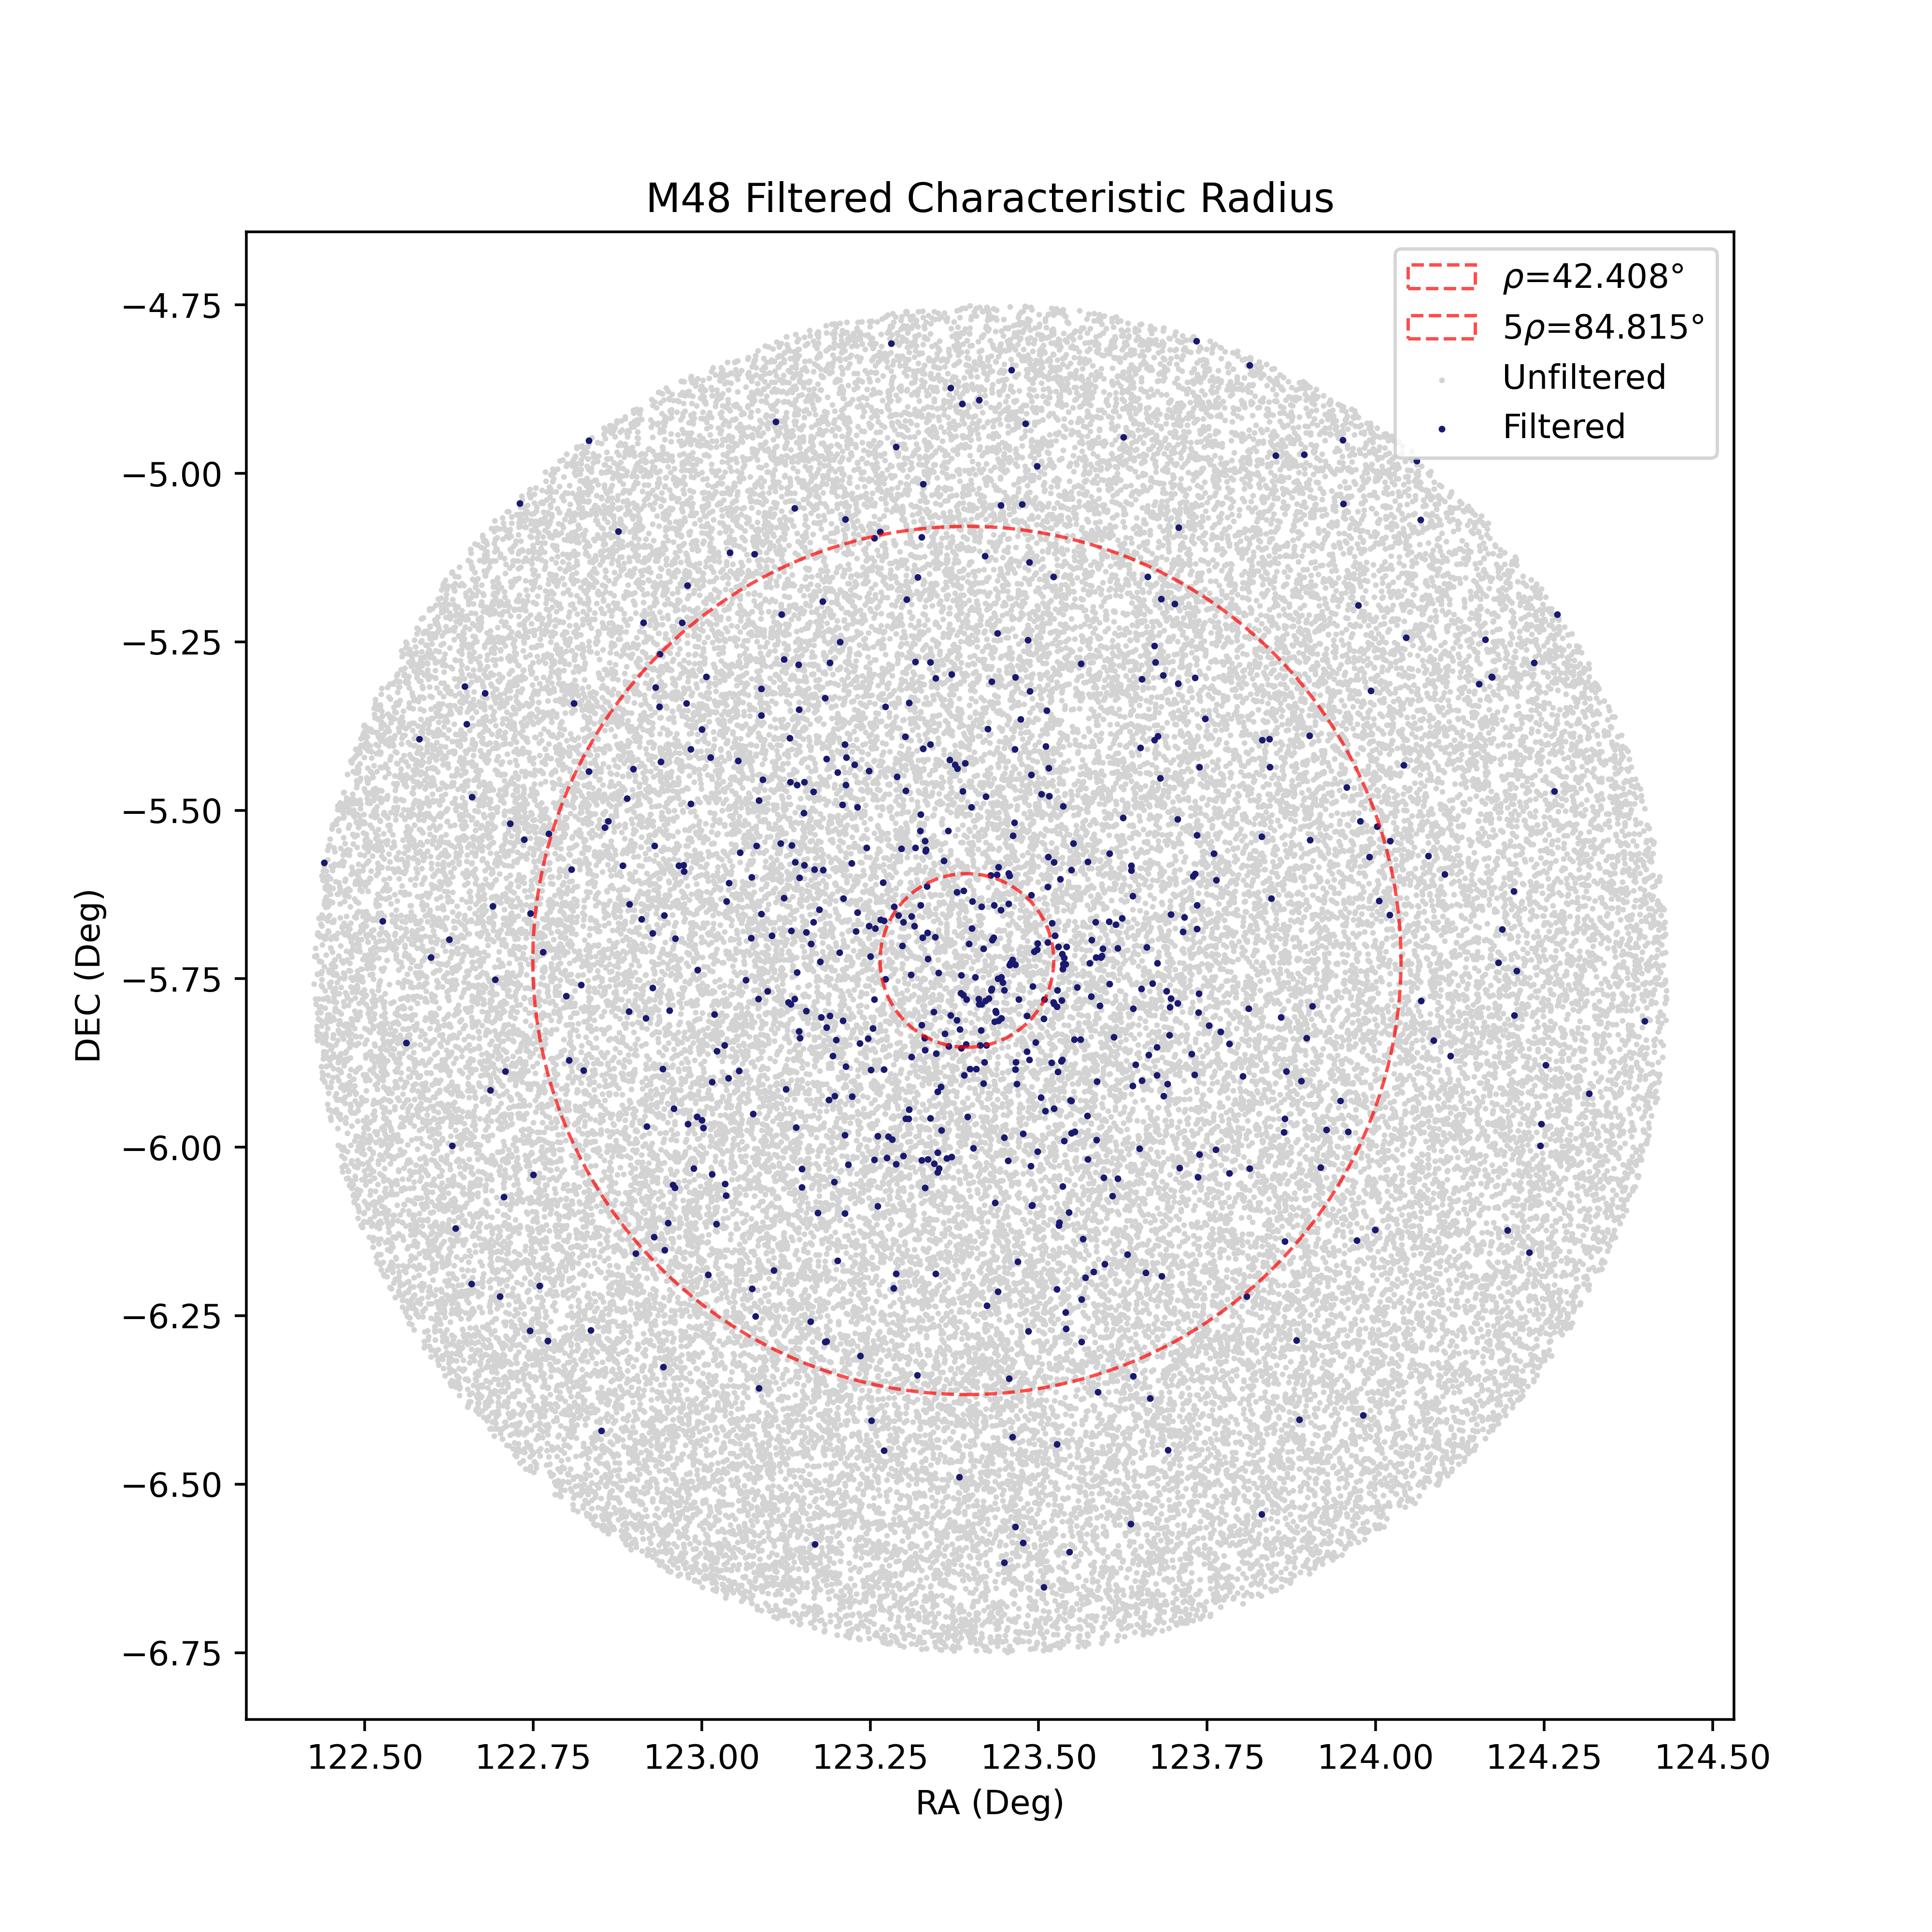 M48 Filtered Characteristic Radius
ρ=42.408°
5ρ=84.815°
Unfiltered
Filtered
−4.75
−5.00
−5.25
−5.50
−5.75
−6.00
−6.25
−6.50
−6.75
DEC (Deg)
122.50 122.75 123.00 123.25 123.50 123.75 124.00 124.25 124.50
RA (Deg)